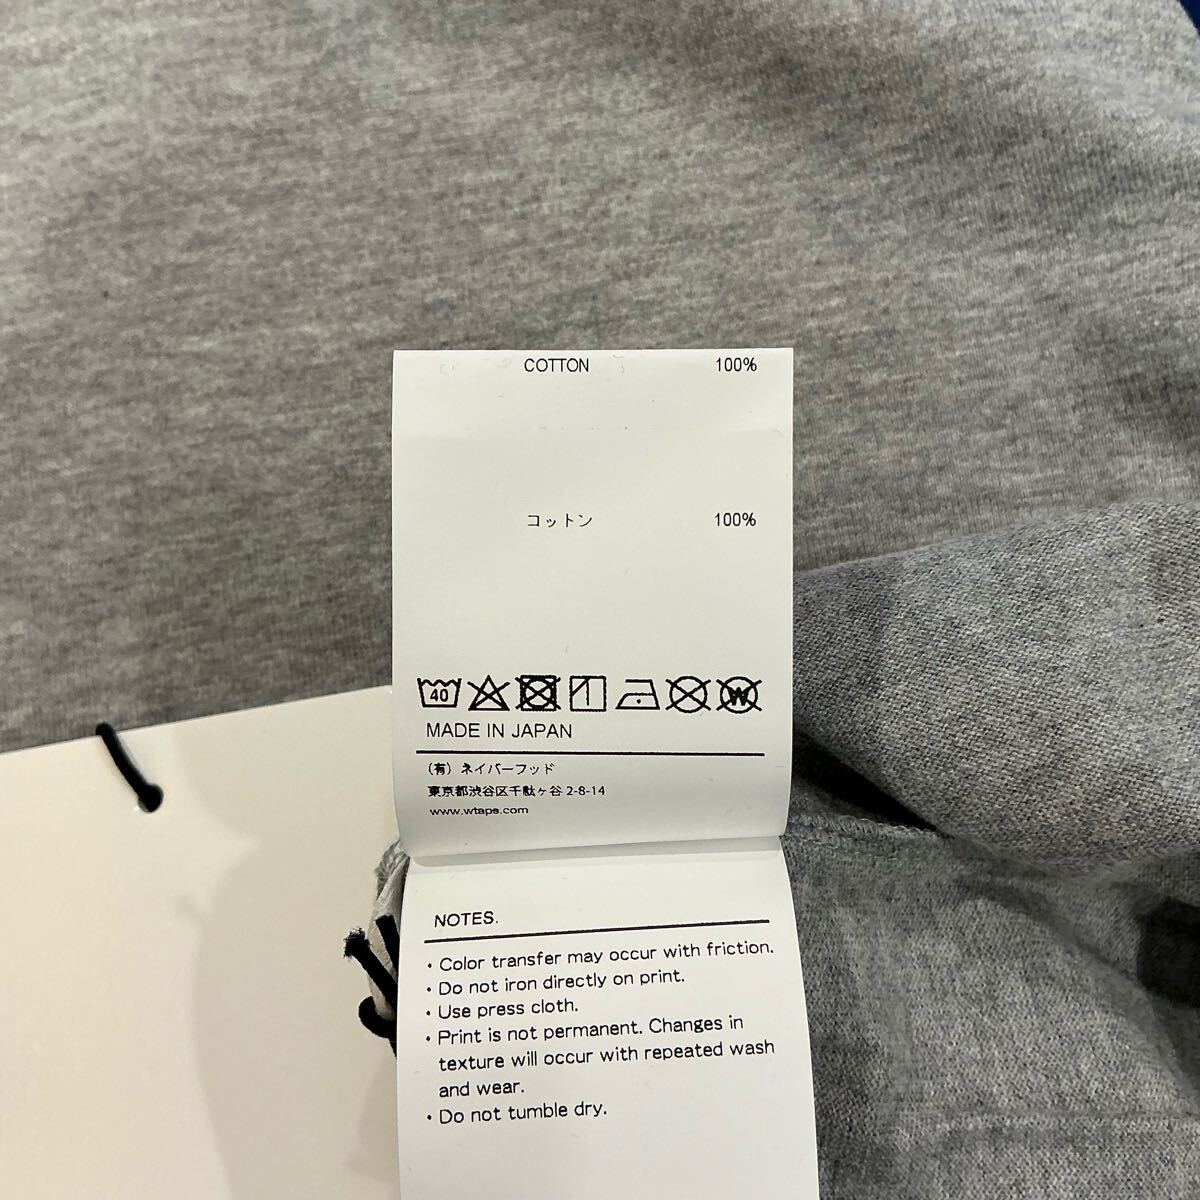 COTTON 100%
コットン 100%
40 W
MADE IN JAPAN
(有) ネイバーフッド
東京都渋谷区千駄ヶ谷 2-8-14
www.wtaps.com
NOTES.
・Color transfer may occur with friction.
・Do not iron directly on print.
・Use press cloth.
・Print is not permanent. Changes in
texture will occur with repeated wash
and wear.
・Do not tumble dry.